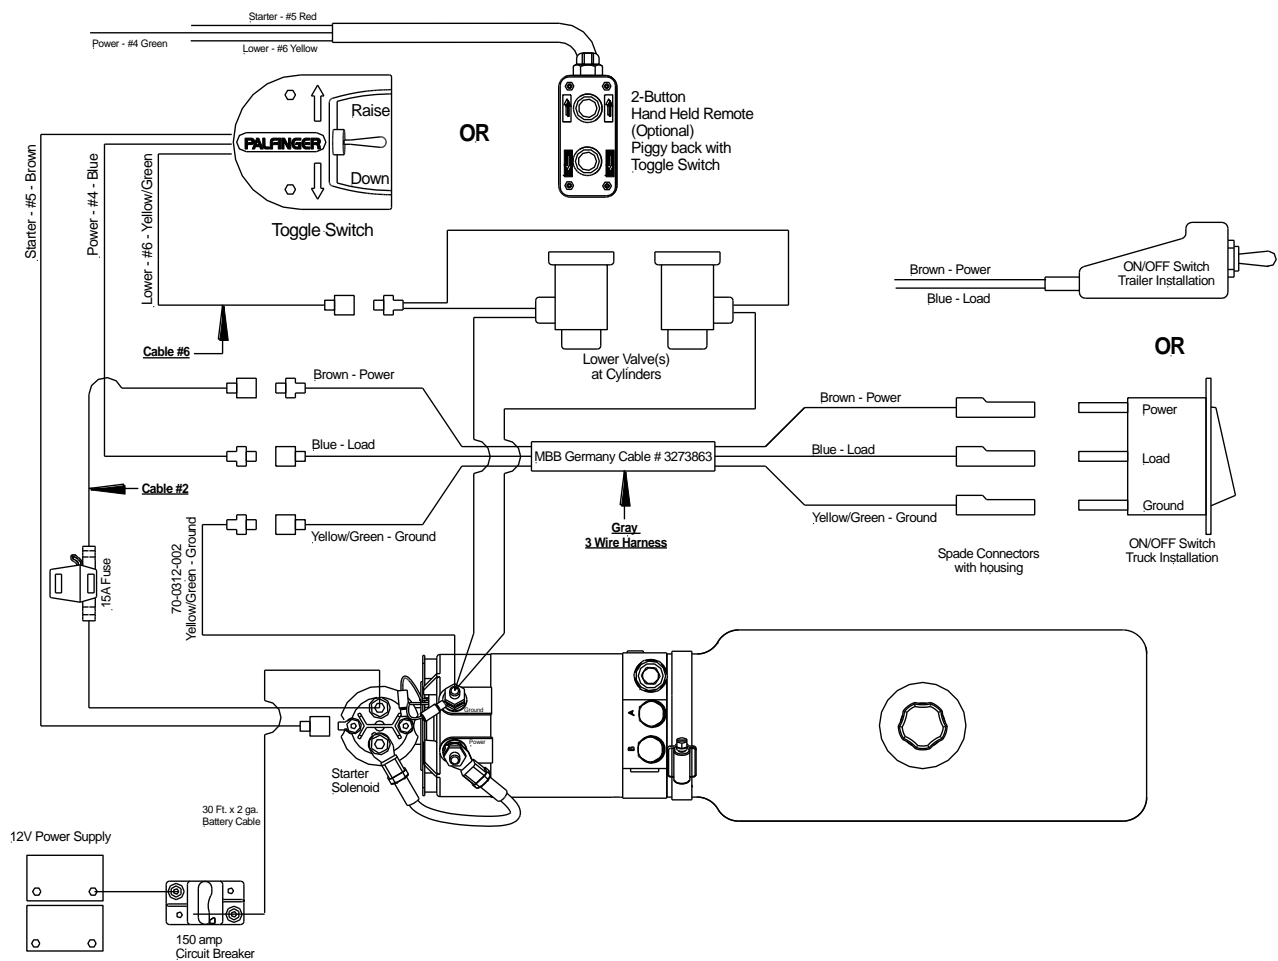 Starter - #5 Red
Power - #4 Green
Lower - #6 Yellow
Raise
PALFINGER
Down
Toggle Switch
OR
2-Button
Hand Held Remote
(Optional)
Piggy back with
Toggle Switch
Starter - #5 - Brown
Power - #4 - Blue
Lower - #6 - Yellow/Green
Cable #6
Lower Valve(s)
at Cylinders
Brown - Power
Blue - Load
ON/OFF Switch
Trailer Installation
OR
Brown - Power
Blue - Load
Yellow/Green - Ground
MBB Germany Cable # 3273863
Gray
3 Wire Harness
Brown - Power
Blue - Load
Yellow/Green - Ground
Spade Connectors
with housing
Power
Load
Ground
ON/OFF Switch
Truck Installation
Cable #2
15A Fuse
70-0312-002
Yellow/Green - Ground
Ground
Power
A
B
Starter
Solenoid
30 Ft. x 2 ga.
Battery Cable
12V Power Supply
150 amp
Circuit Breaker